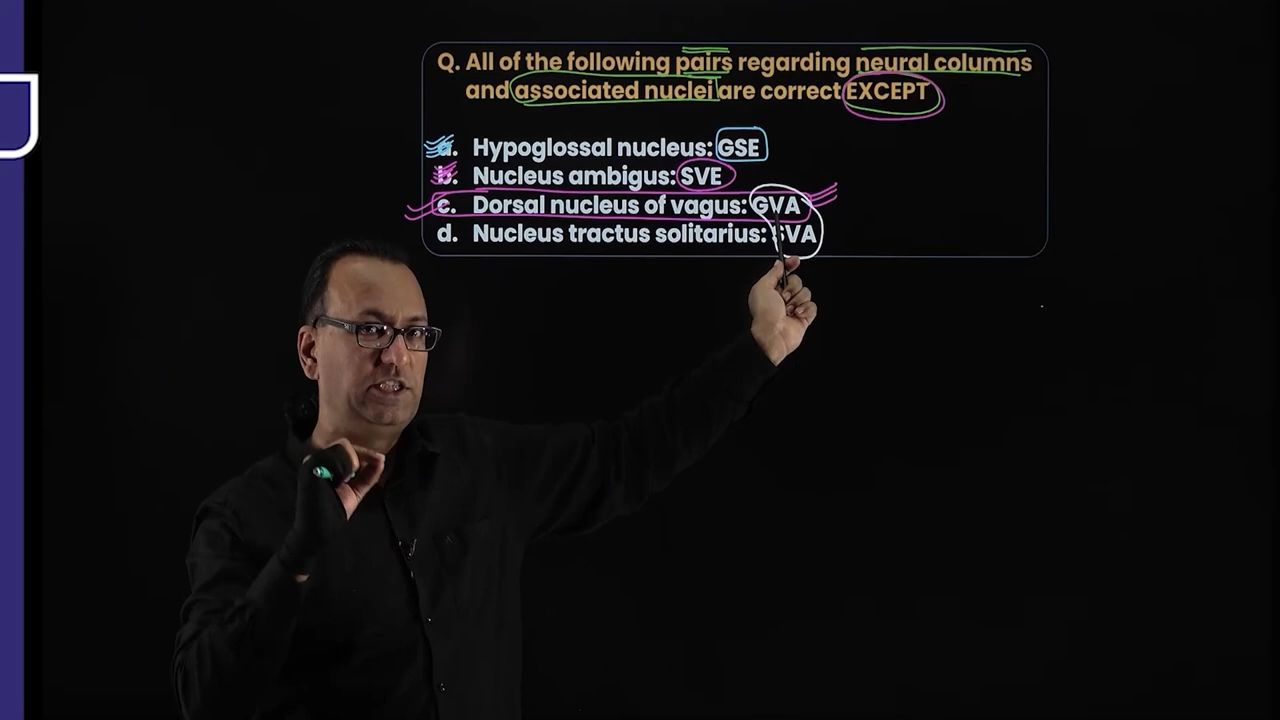 Q. All of the following pairs regarding neural columns
and associated nuclei are correct EXCEPT
a. Hypoglossal nucleus: GSE
b. Nucleus ambigus: SVE
c. Dorsal nucleus of vagus: GVA
d. Nucleus tractus solitarius: SVA